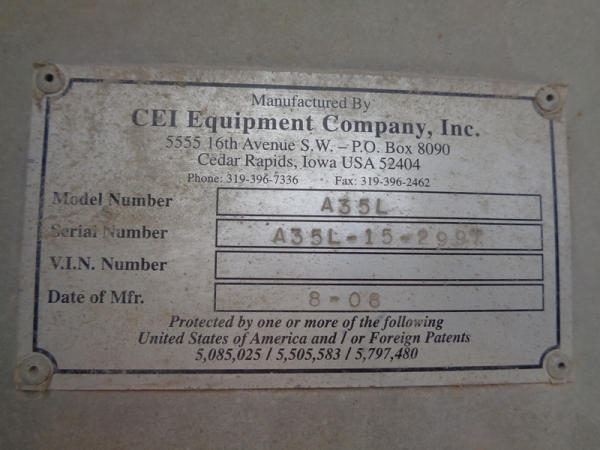 Manufactured By
CEI Equipment Company, Inc.
5555 16th Avenue S.W. – P.O. Box 8090
Cedar Rapids, Iowa USA 52404
Phone: 319-396-7336 Fax: 319-396-2462
Model Number A35L
Serial Number A35L-15-2997
V.I.N. Number
Date of Mfr. 8-08
Protected by one or more of the following
United States of America and / or Foreign Patents
5,085,025 / 5,505,583 / 5,797,480